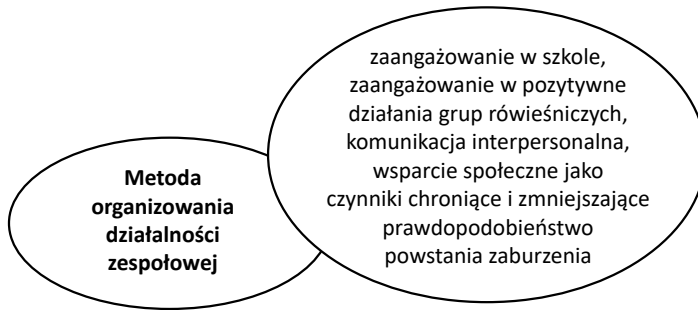 Metoda
organizowania
działalności
zespołowej
zaangażowanie w szkole,
zaangażowanie w pozytywne
działania grup rówieśniczych,
komunikacja interpersonalna,
wsparcie społeczne jako
czynniki chroniące i zmniejszające
prawdopodobieństwo
powstania zaburzenia